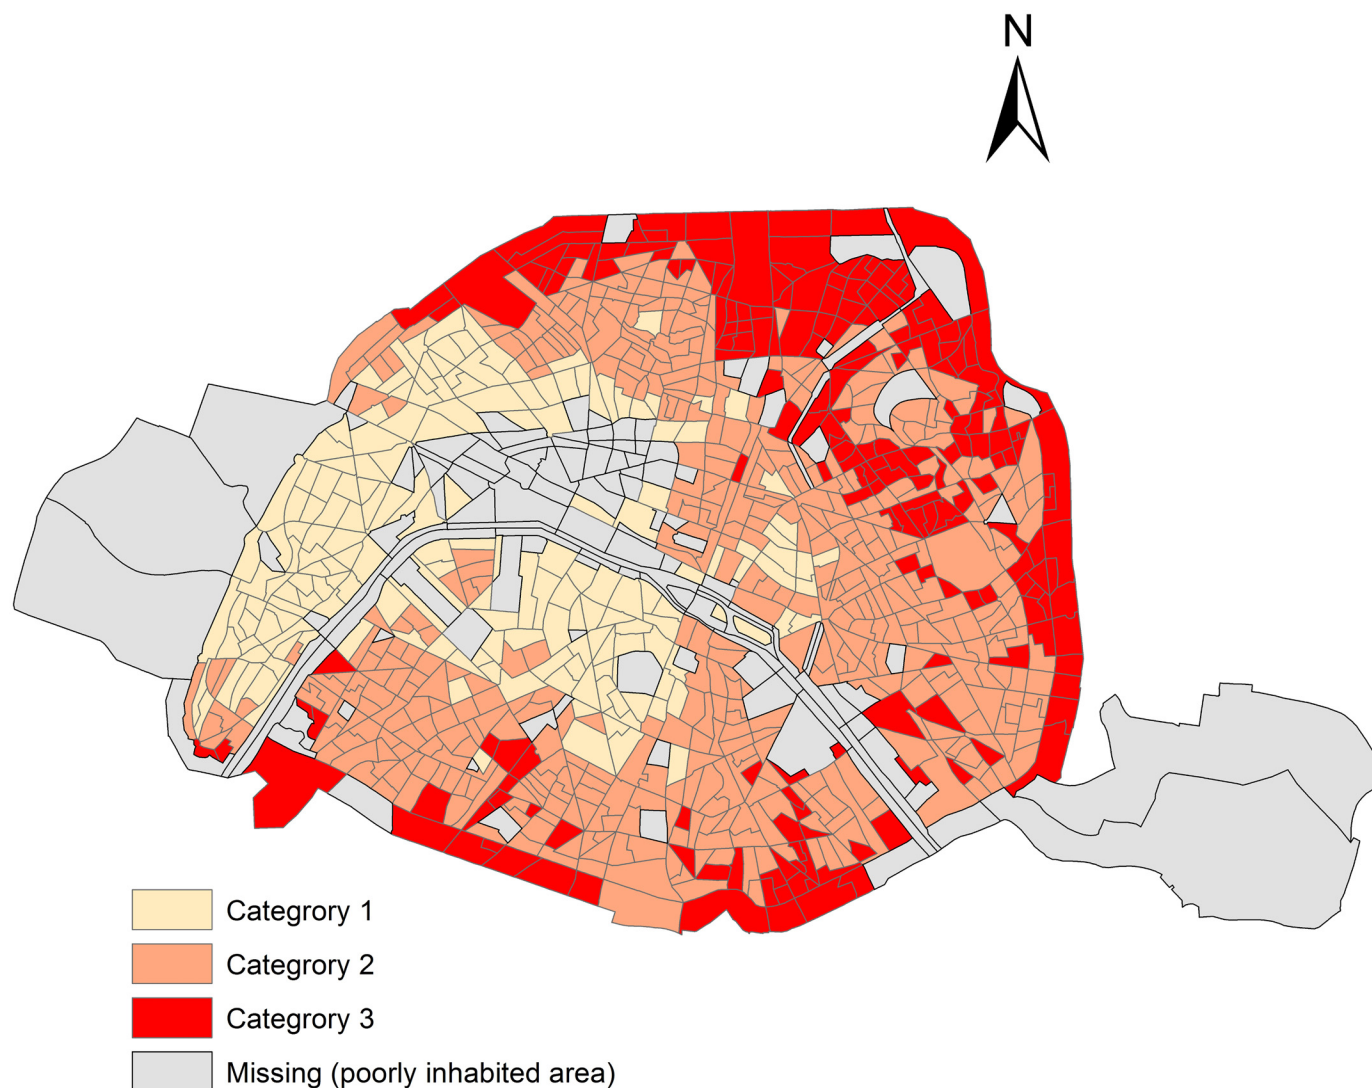 N
Categrory 1
Categrory 2
Categrory 3
Missing (poorly inhabited area)